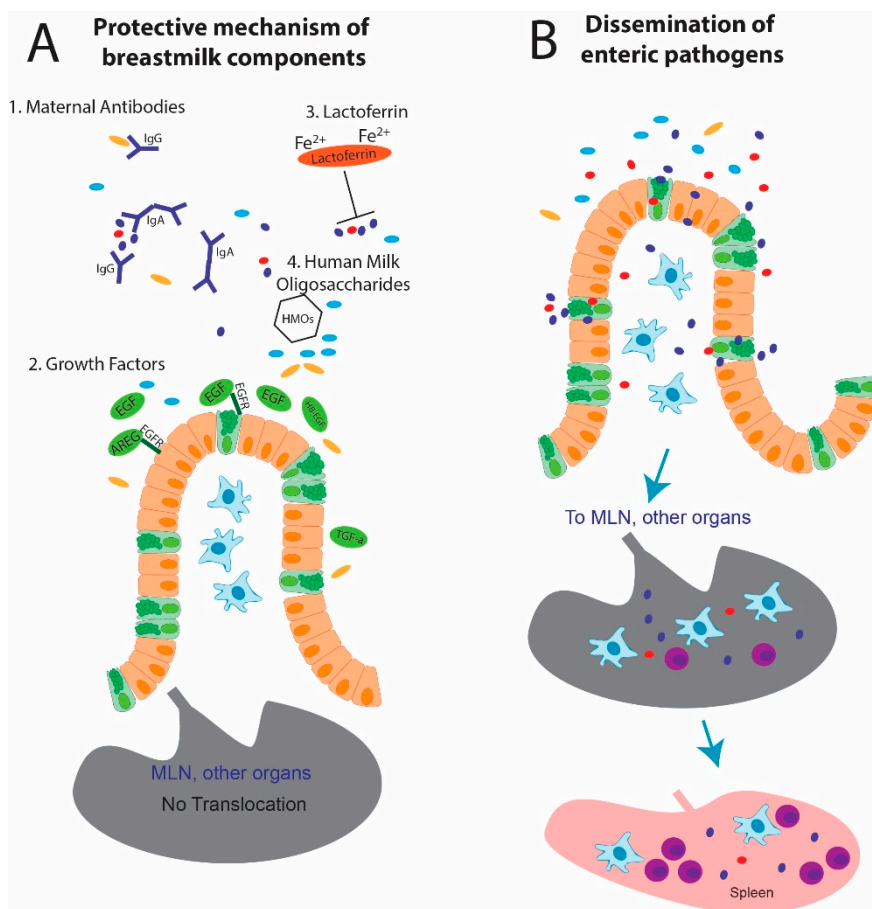 A
Protective mechanism of
breastmilk components
1. Maternal Antibodies
IgG
IgA
IgG
IgA
3. Lactoferrin
Fe2+
Fe2+
Lactoferrin
4. Human Milk
Oligosaccharides
HMOs
2. Growth Factors
EGF
EGF
EGFR
EGF
HB-EGF
AREG
EGFR
TGF-a
MLN, other organs
No Translocation
B
Dissemination of
enteric pathogens
To MLN, other organs
Spleen